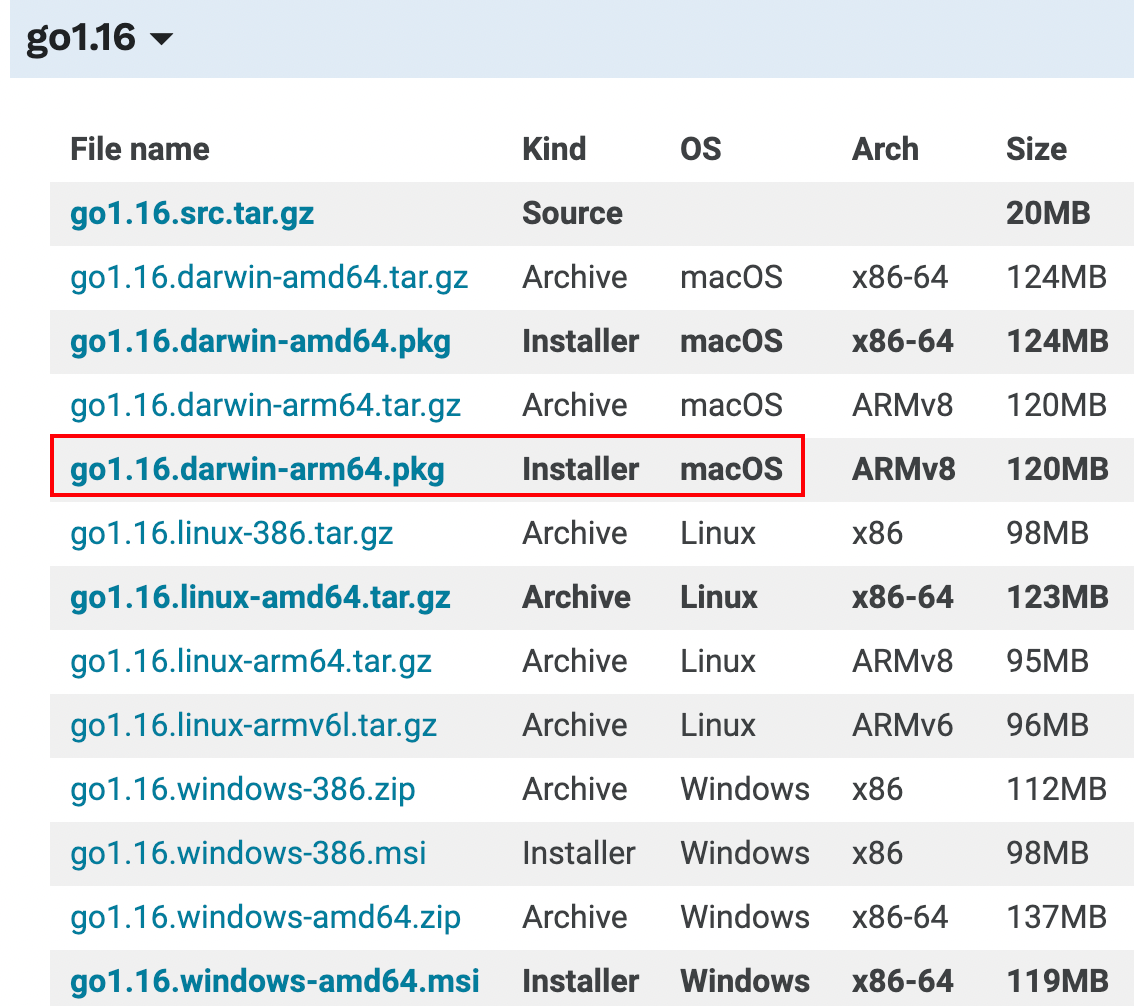 go1.16
File name Kind OS Arch Size
go1.16.src.tar.gz Source 20MB
go1.16.darwin-amd64.tar.gz Archive macOS x86-64 124MB
go1.16.darwin-amd64.pkg Installer macOS x86-64 124MB
go1.16.darwin-arm64.tar.gz Archive macOS ARMv8 120MB
go1.16.darwin-arm64.pkg Installer macOS ARMv8 120MB
go1.16.linux-386.tar.gz Archive Linux x86 98MB
go1.16.linux-amd64.tar.gz Archive Linux x86-64 123MB
go1.16.linux-arm64.tar.gz Archive Linux ARMv8 95MB
go1.16.linux-armv6l.tar.gz Archive Linux ARMv6 96MB
go1.16.windows-386.zip Archive Windows x86 112MB
go1.16.windows-386.msi Installer Windows x86 98MB
go1.16.windows-amd64.zip Archive Windows x86-64 137MB
go1.16.windows-amd64.msi Installer Windows x86-64 119MB